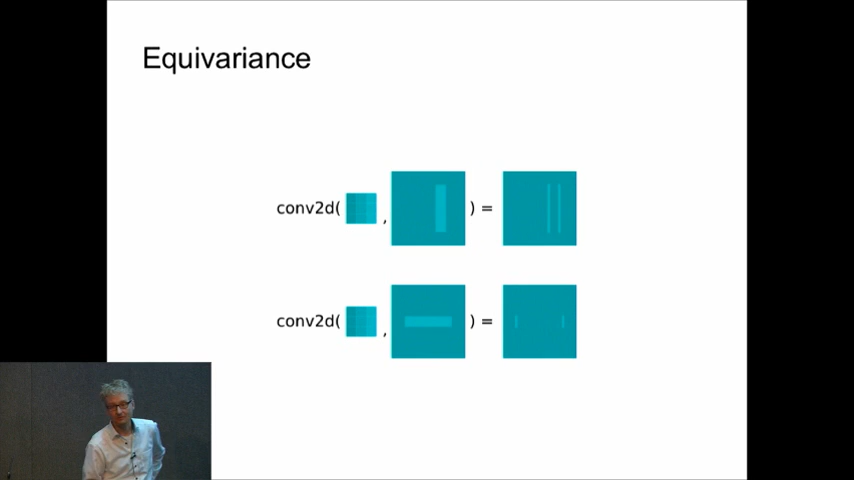 Equivariance
conv2d( , ) =
conv2d( , ) =